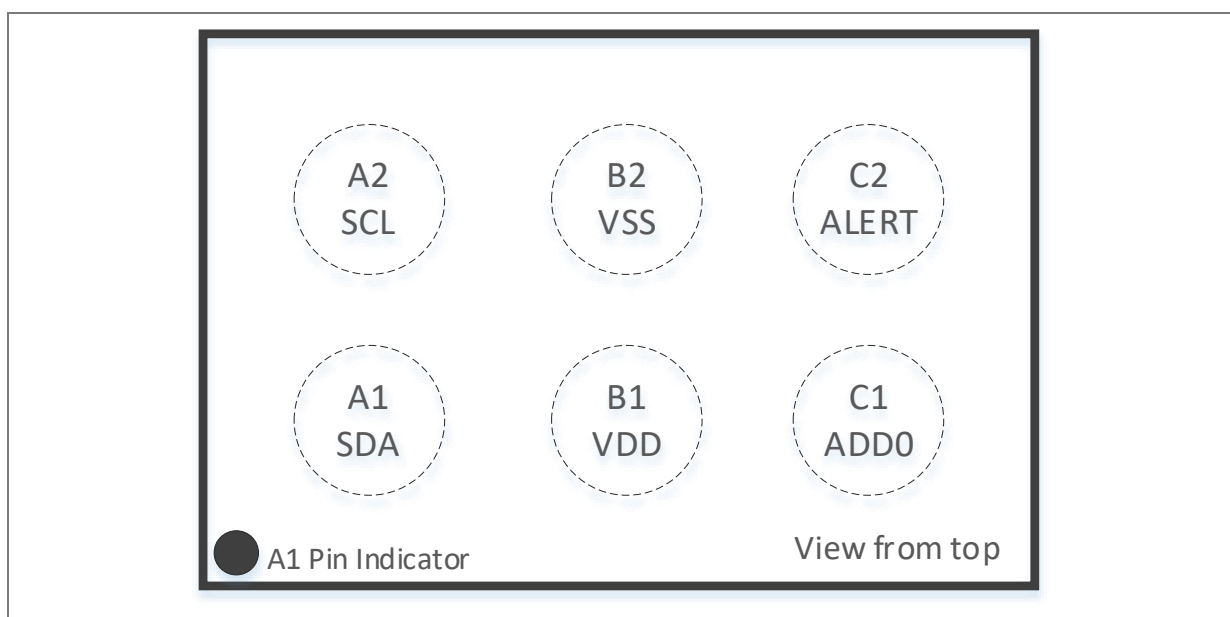 A2
SCL
B2
VSS
C2
ALERT
A1
SDA
B1
VDD
C1
ADD0
A1 Pin Indicator
View from top